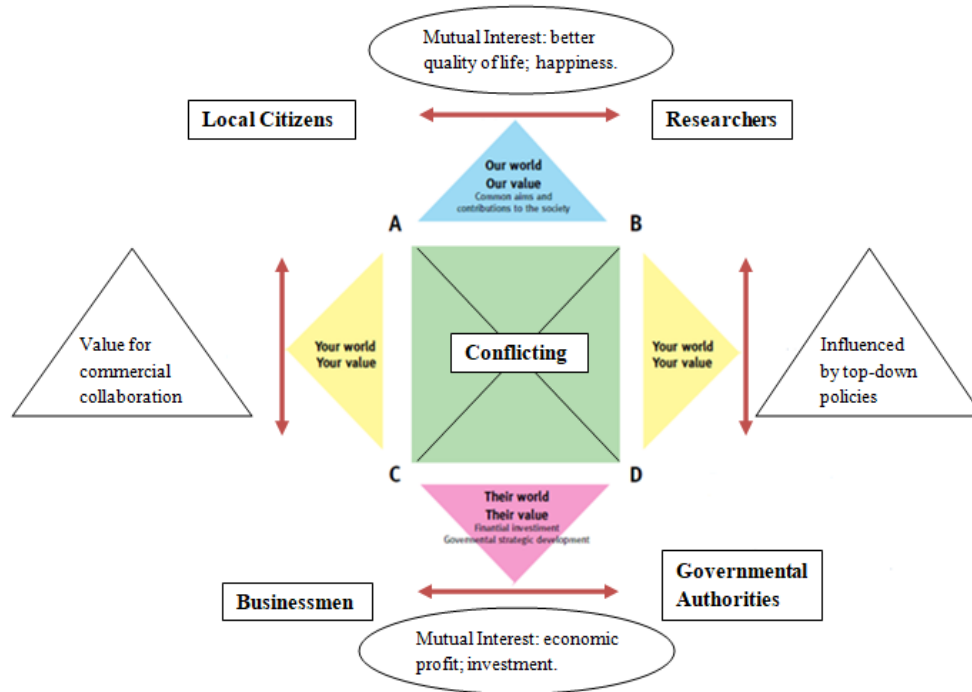 Mutual Interest: better
quality of life; happiness.
Local Citizens
Researchers
Our world
Our value
Common aims and
contributions to the society
A
B
Value for
commercial
collaboration
Your world
Your value
Conflicting
Your world
Your value
Influenced
by top-down
policies
C
D
Their world
Their value
Finantial investiment
Governmental strategic development
Businessmen
Governmental
Authorities
Mutual Interest: economic
profit; investment.